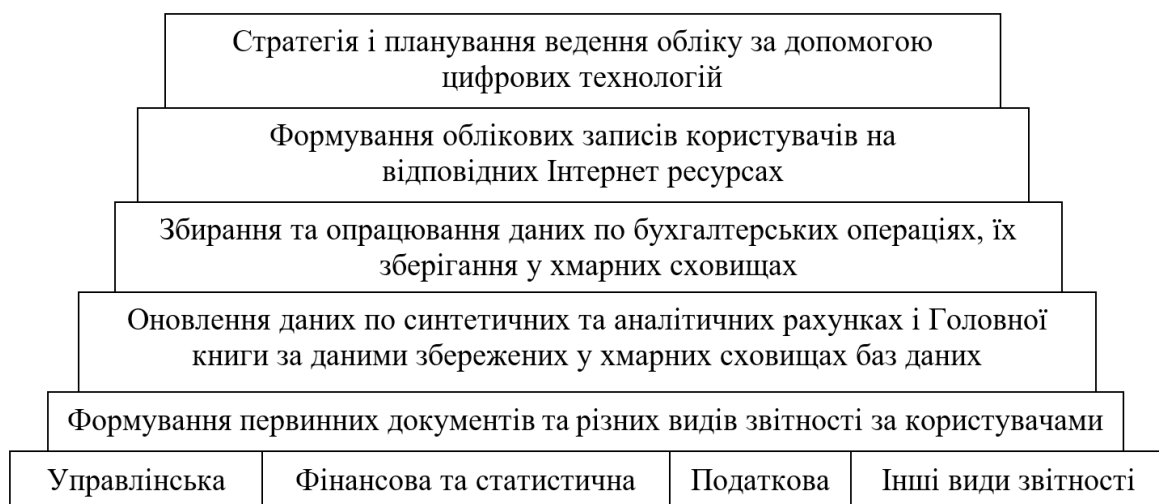 Стратегія і планування ведення обліку за допомогою
цифрових технологій
Формування облікових записів користувачів на
відповідних Інтернет ресурсах
Збирання та опрацювання даних по бухгалтерських операціях, їх
зберігання у хмарних сховищах
Оновлення даних по синтетичних та аналітичних рахунках і Головної
книги за даними збережених у хмарних сховищах баз даних
Формування первинних документів та різних видів звітності за користувачами
Управлінська Фінансова та статистична Податкова Інші види звітності